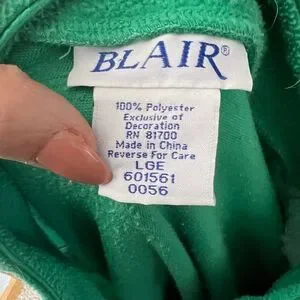 BLAIR®
100% Polyester
Exclusive of
Decoration
RN 81700
Made in China
Reverse For Care
LGE
601561
0056